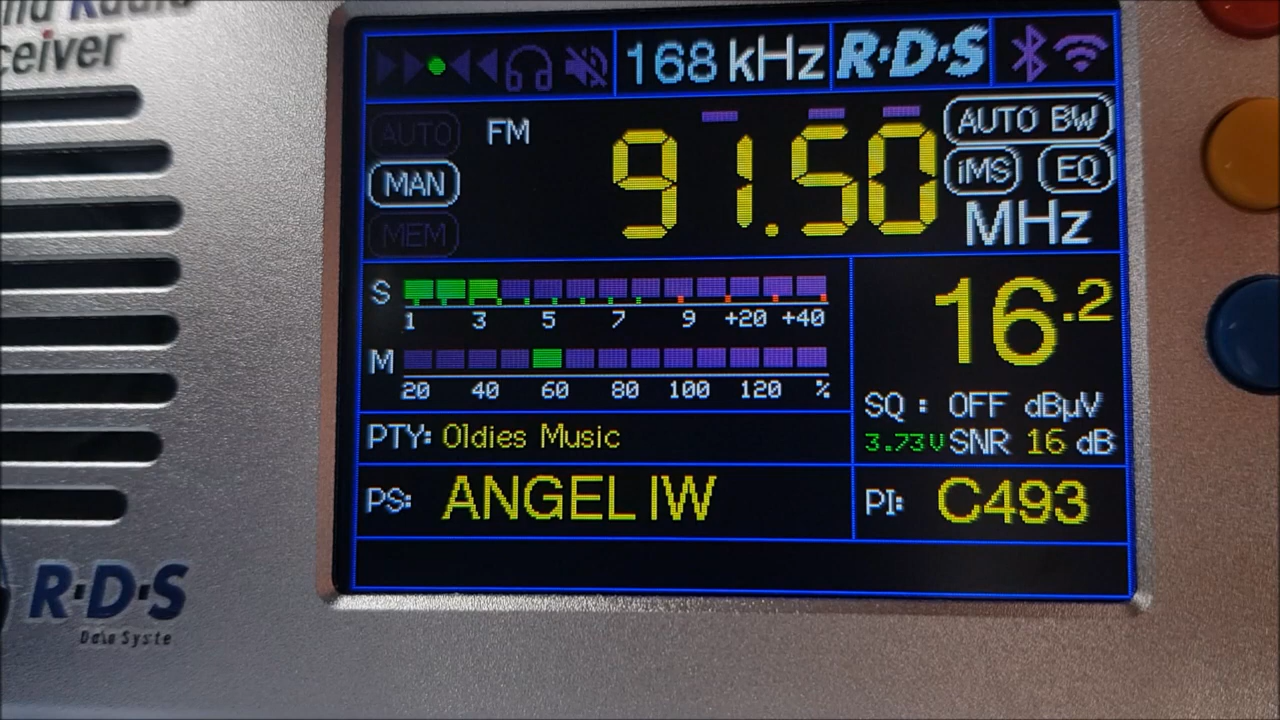 ceiver
168 kHz R·D·S
AUTO FM 91.50 AUTO BW
MAN iMS EQ
MEM MHz
S 1 3 5 7 9 +20 +40
16.2
M 20 40 60 80 100 120 %
SQ : OFF dBµV
PTY: Oldies Music
3.73V SNR 16 dB
PS: ANGEL IW
PI: C493
R·D·S
Data Syste